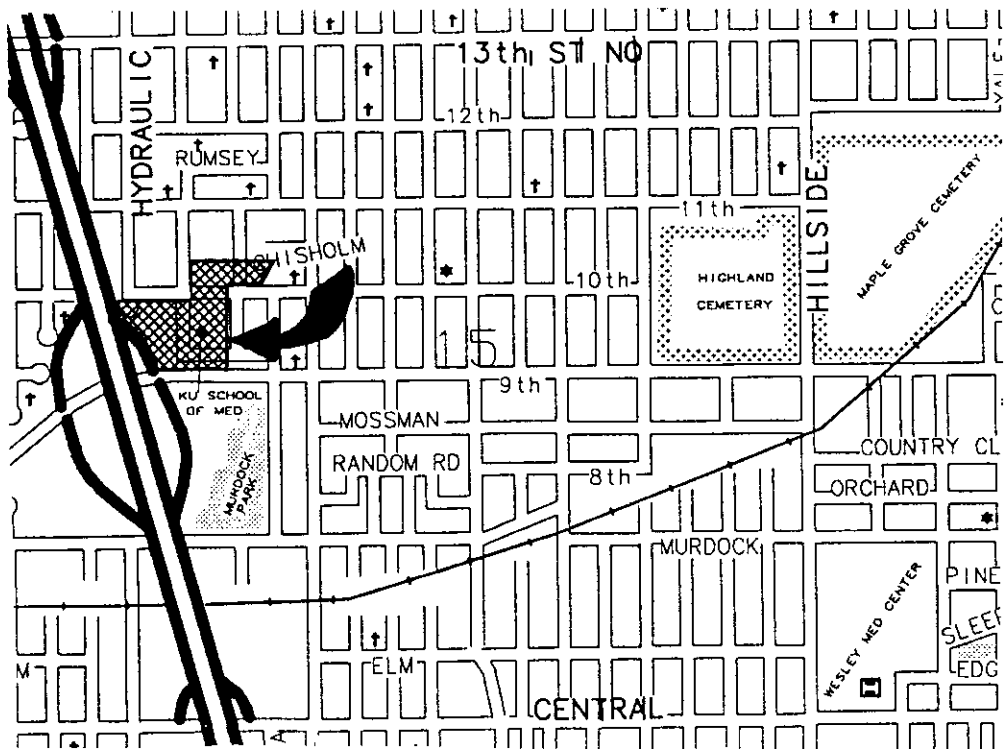 13th ST NO
HYDRAULIC
12th
RUMSEY
HILLSIDE
MAPLE GROVE CEMETERY
11th
CHISHOLM
10th
HIGHLAND
CEMETERY
15
9th
KU SCHOOL
OF MED
MOSSMAN
MURDOCK
PARK
RANDOM RD
8th
COUNTRY CL
ORCHARD
MURDOCK
PINE
WESLEY MED CENTER
SLEEP
M
ELM
EDG
H
CENTRAL
A